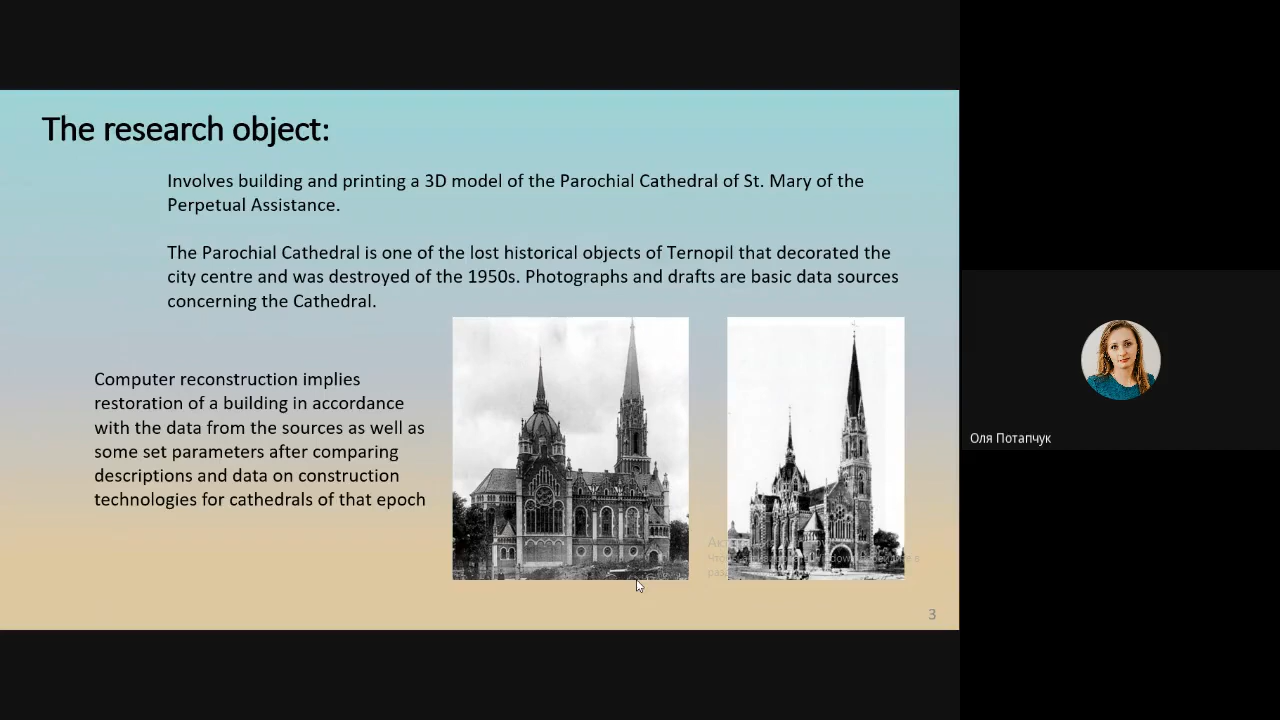 The research object:
Involves building and printing a 3D model of the Parochial Cathedral of St. Mary of the
Perpetual Assistance.
The Parochial Cathedral is one of the lost historical objects of Ternopil that decorated the
city centre and was destroyed of the 1950s. Photographs and drafts are basic data sources
concerning the Cathedral.
Computer reconstruction implies
restoration of a building in accordance
with the data from the sources as well as
some set parameters after comparing
descriptions and data on construction
technologies for cathedrals of that epoch
3
Оля Потапчук